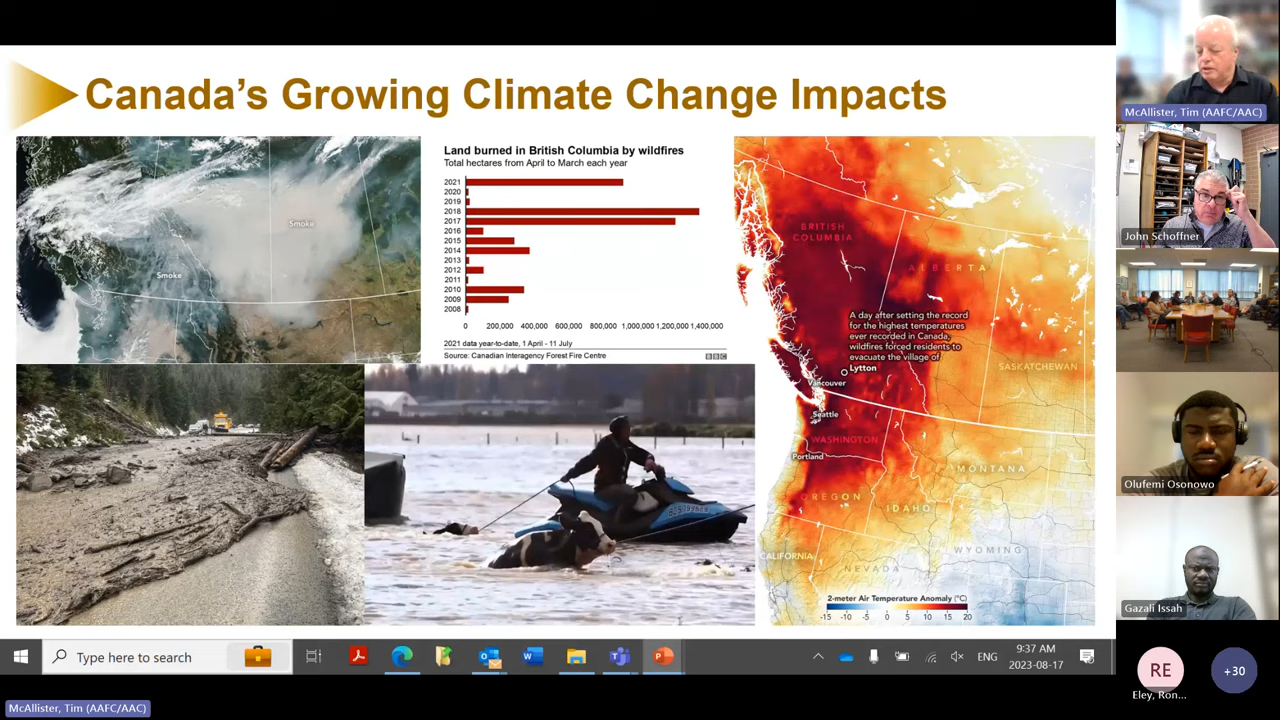 Canada's Growing Climate Change Impacts
Smoke
Smoke
Land burned in British Columbia by wildfires
Total hectares from April to March each year
2021
2020
2019
2018
2017
2016
2015
2014
2013
2012
2011
2010
2009
2008
0 200,000 400,000 600,000 800,000 1,000,000 1,200,000 1,400,000
2021 data year-to-date, 1 April - 11 July
Source: Canadian Interagency Forest Fire Centre
BBC
BRITISH
COLUMBIA
ALBERTA
A day after setting the record
for the highest temperatures
ever recorded in Canada,
wildfires forced residents to
evacuate the village of
Lytton
SASKATCHEWAN
Vancouver
Seattle
WASHINGTON
Portland
MONTANA
OREGON
IDAHO
WYOMING
CALIFORNIA
NEVADA
2-meter Air Temperature Anomaly (°C)
-15 -10 -5 0 5 10 15 20
Type here to search
ENG
9:37 AM
2023-08-17
McAllister, Tim (AAFC/AAC)
McAllister, Tim (AAFC/AAC)
John Schoffner
Olufemi Osonowo
Gazali Issah
RE
Eley, Ron...
+30